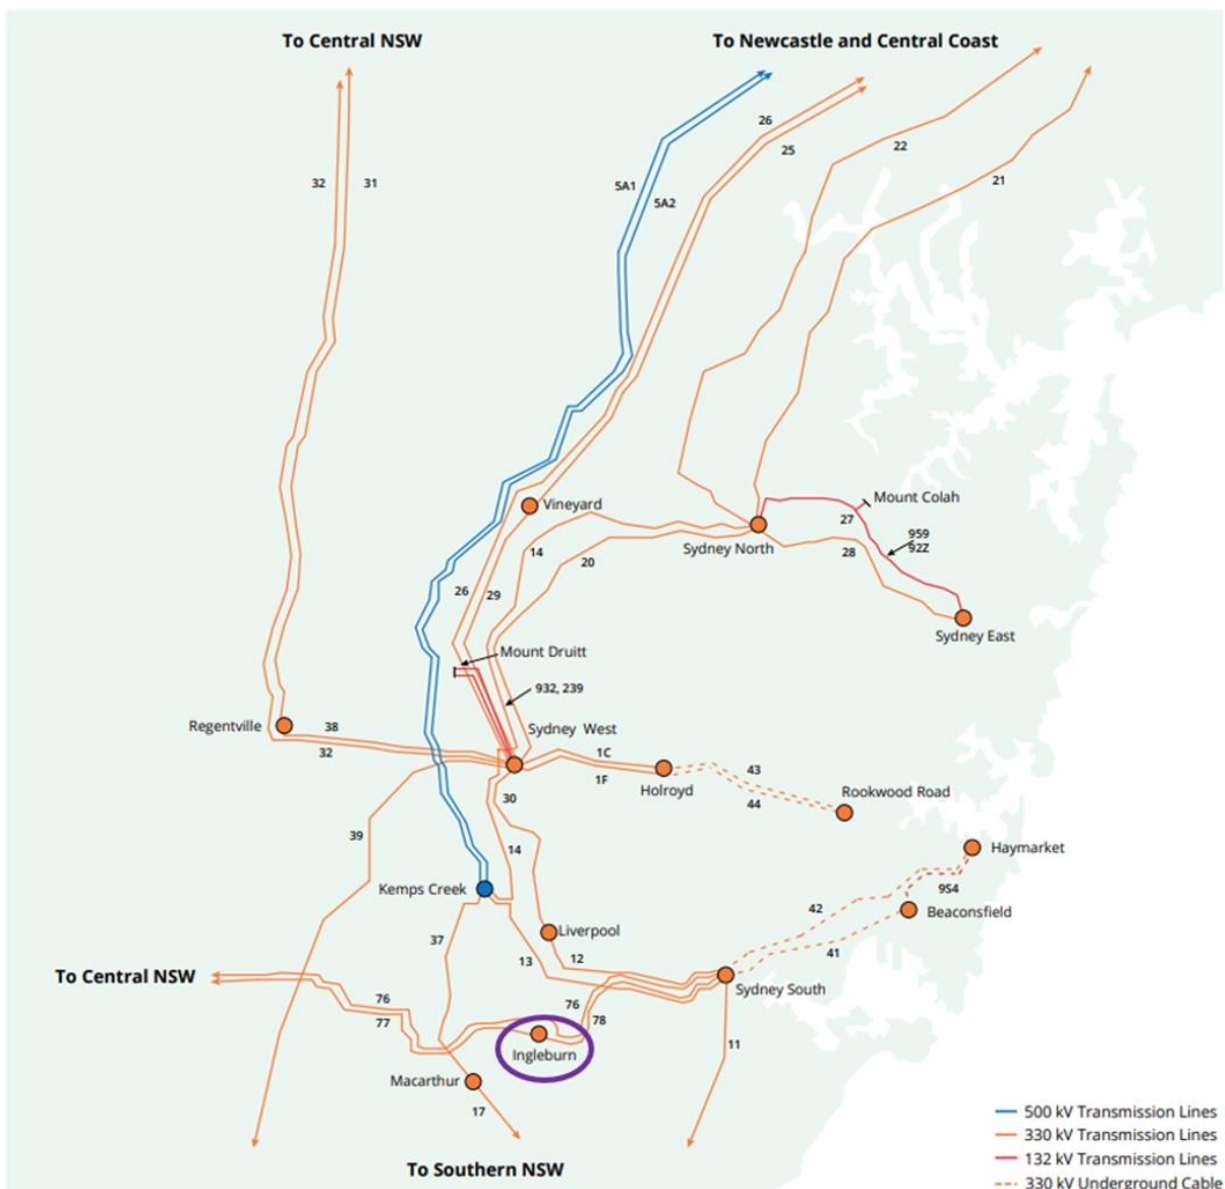 To Central NSW
To Newcastle and Central Coast
26
25
22
21
32
31
5A1
5A2
Vineyard
Mount Colah
27
959
92Z
28
Sydney North
14
20
26
29
Sydney East
Mount Druitt
932, 239
Regentville
38
32
Sydney West
1C
1F
Holroyd
43
44
Rookwood Road
30
39
14
Haymarket
9S4
Kemps Creek
42
Beaconsfield
Liverpool
37
41
13
12
To Central NSW
Sydney South
76
77
76
78
11
Ingleburn
Macarthur
17
To Southern NSW
500 kV Transmission Lines
330 kV Transmission Lines
132 kV Transmission Lines
330 kV Underground Cable